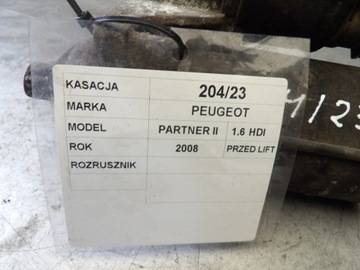 KASACJA 204/23
MARKA PEUGEOT
MODEL PARTNER II 1.6 HDI
ROK 2008 PRZED LIFT
ROZRUSZNIK